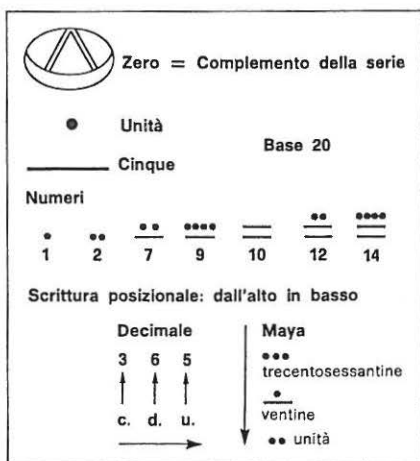 Zero = Complemento della serie
Unità
Base 20
Cinque
Numeri
1 2 7 9 10 12 14
Scrittura posizionale: dall'alto in basso
Decimale Maya
3 6 5
trecentosessantine
ventine
c. d. u.
unità